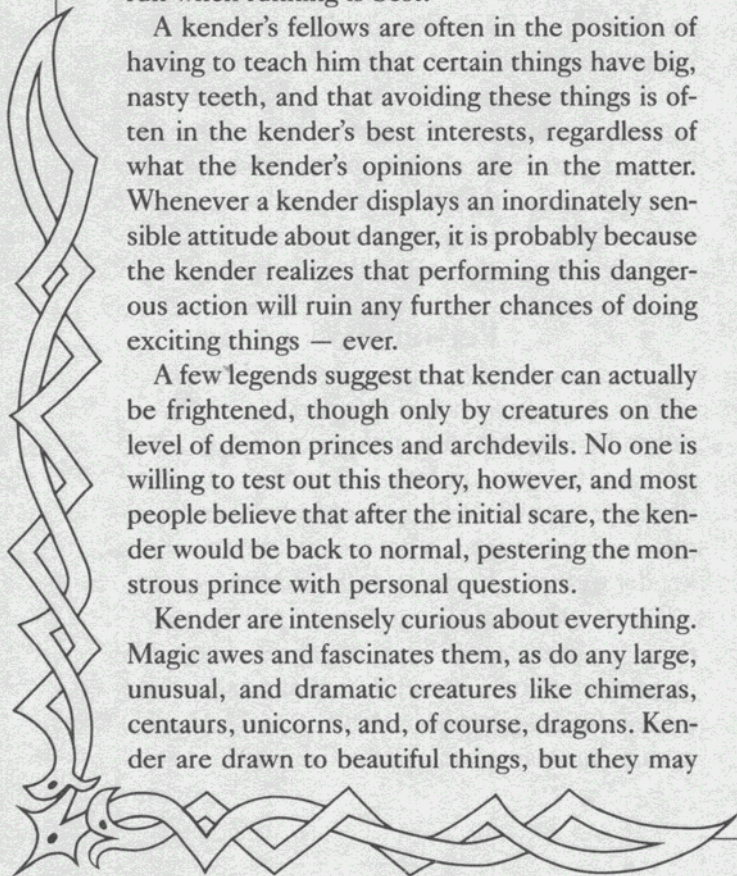 run when running is best.
A kender's fellows are often in the position of
having to teach him that certain things have big,
nasty teeth, and that avoiding these things is of-
ten in the kender's best interests, regardless of
what the kender's opinions are in the matter.
Whenever a kender displays an inordinately sen-
sible attitude about danger, it is probably because
the kender realizes that performing this danger-
ous action will ruin any further chances of doing
exciting things — ever.
A few legends suggest that kender can actually
be frightened, though only by creatures on the
level of demon princes and archdevils. No one is
willing to test out this theory, however, and most
people believe that after the initial scare, the ken-
der would be back to normal, pestering the mon-
strous prince with personal questions.
Kender are intensely curious about everything.
Magic awes and fascinates them, as do any large,
unusual, and dramatic creatures like chimeras,
centaurs, unicorns, and, of course, dragons. Ken-
der are drawn to beautiful things, but they may